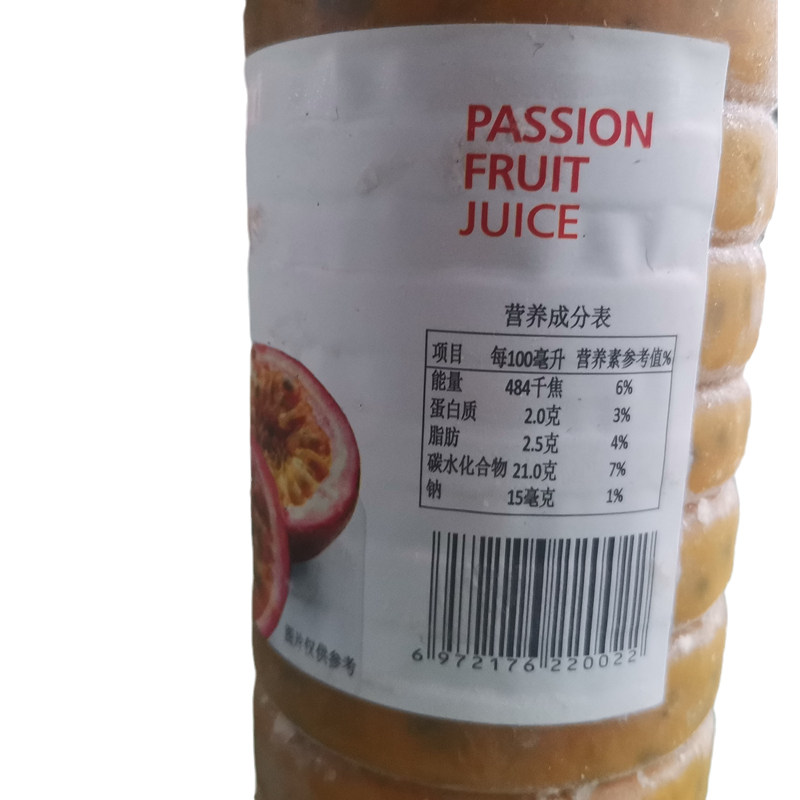 PASSION
FRUIT
JUICE
营养成分表
项目 每100毫升 营养素参考值%
能量 484千焦 6%
蛋白质 2.0克 3%
脂肪 2.5克 4%
碳水化合物 21.0克 7%
钠 15毫克 1%
6 972176 220022
图片仅供参考